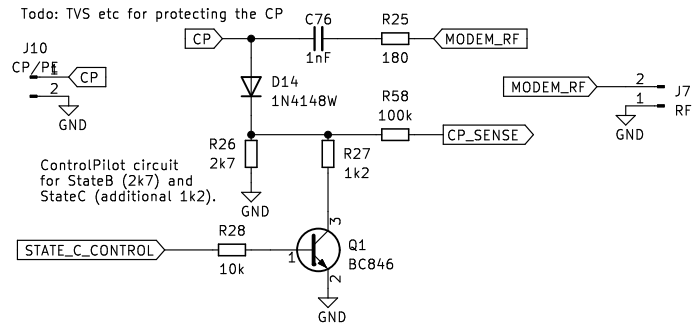 Todo: TVS etc for protecting the CP
C76
R25
CP
MODEM_RF
1nF
180
J10
CP/PE
1
CP
2
GND
D14
1N4148W
MODEM_RF
2
J7
1
RF
GND
R58
100k
CP_SENSE
R26
2k7
R27
1k2
GND
ControlPilot circuit
for StateB (2k7) and
StateC (additional 1k2).
STATE_C_CONTROL
R28
10k
3
1
Q1
BC846
2
GND